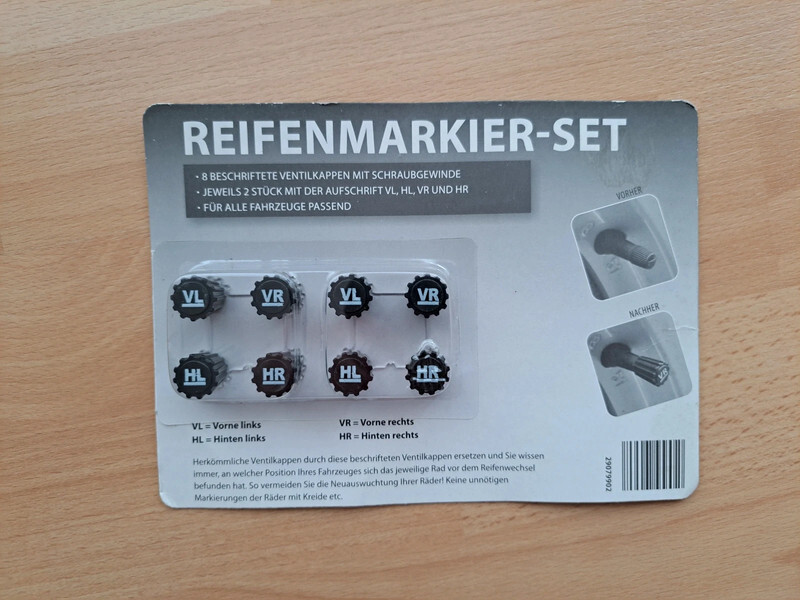 REIFENMARKIER-SET
• 8 BESCHRIFTETE VENTILKAPPEN MIT SCHRAUBGEWINDE
• JEWEILS 2 STÜCK MIT DER AUFSCHRIFT VL, HL, VR UND HR
• FÜR ALLE FAHRZEUGE PASSEND
VORHER
VL VR VL VR
NACHHER
HL HR HL HR
VR
VL = Vorne links VR = Vorne rechts
HL = Hinten links HR = Hinten rechts
Herkömmliche Ventilkappen durch diese beschrifteten Ventilkappen ersetzen und Sie wissen
immer, an welcher Position Ihres Fahrzeuges sich das jeweilige Rad vor dem Reifenwechsel
befunden hat. So vermeiden Sie die Neuauswuchtung Ihrer Räder! Keine unnötigen
Markierungen der Räder mit Kreide etc.
29079902